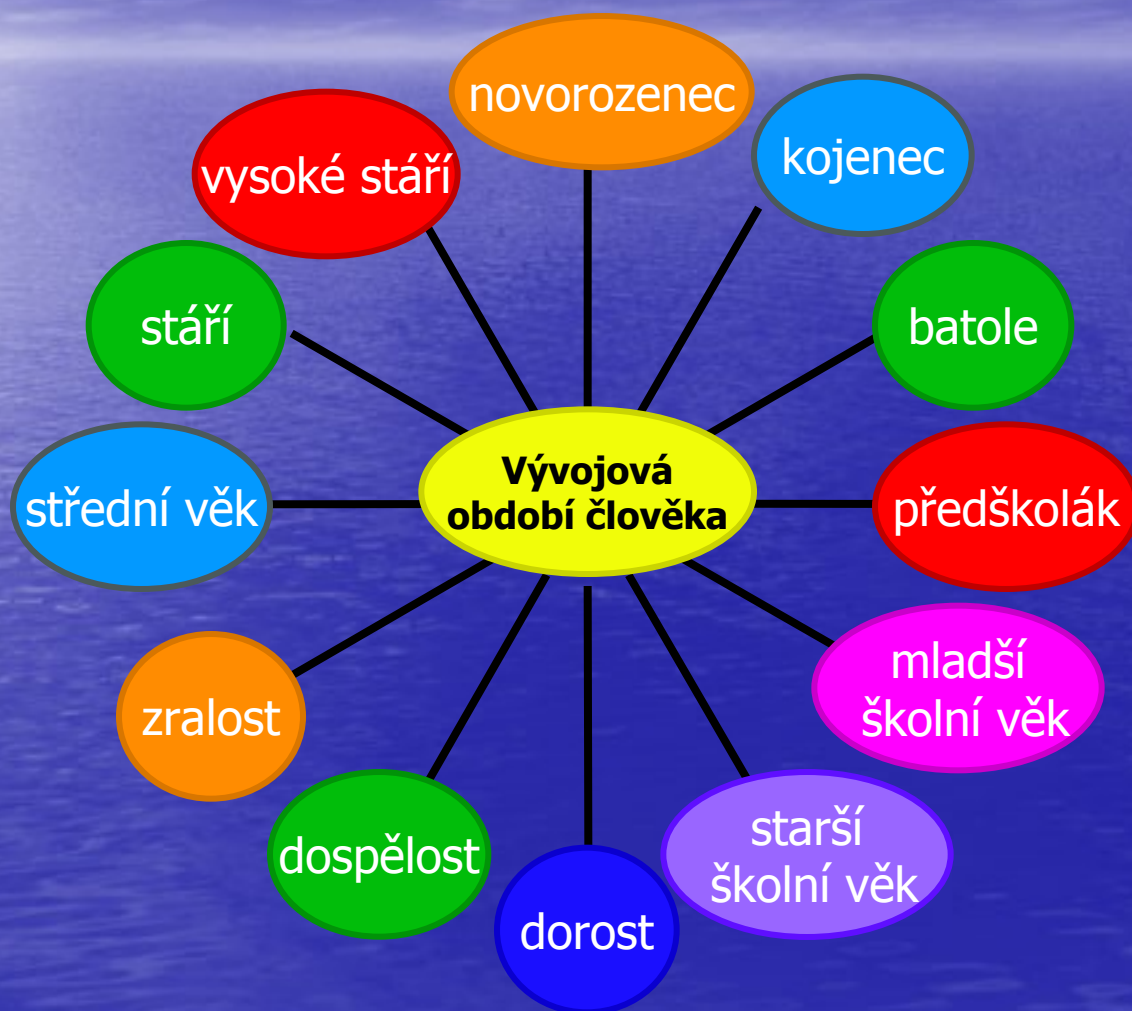 novorozenec
kojenec
batole
předškolák
mladší
školní věk
starší
školní věk
dorost
dospělost
zralost
střední věk
stáří
vysoké stáří
Vývojová
období člověka